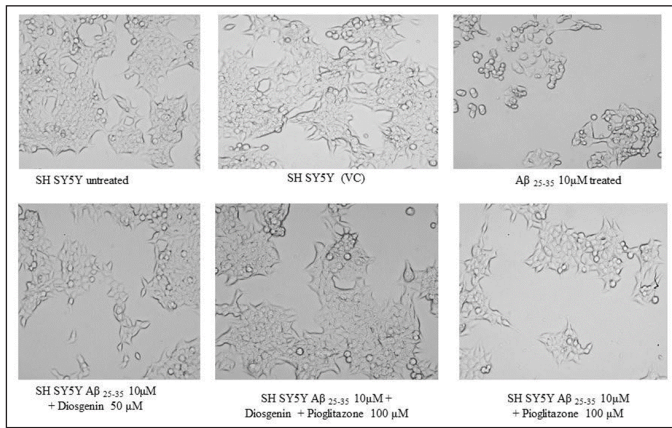 SH SY5Y untreated
SH SY5Y (VC)
Aβ 25-35 10µM treated
SH SY5Y Aβ 25-35 10µM
+ Diosgenin 50 µM
SH SY5Y Aβ 25-35 10µM +
Diosgenin + Pioglitazone 100 µM
SH SY5Y Aβ 25-35 10µM
+ Pioglitazone 100 µM